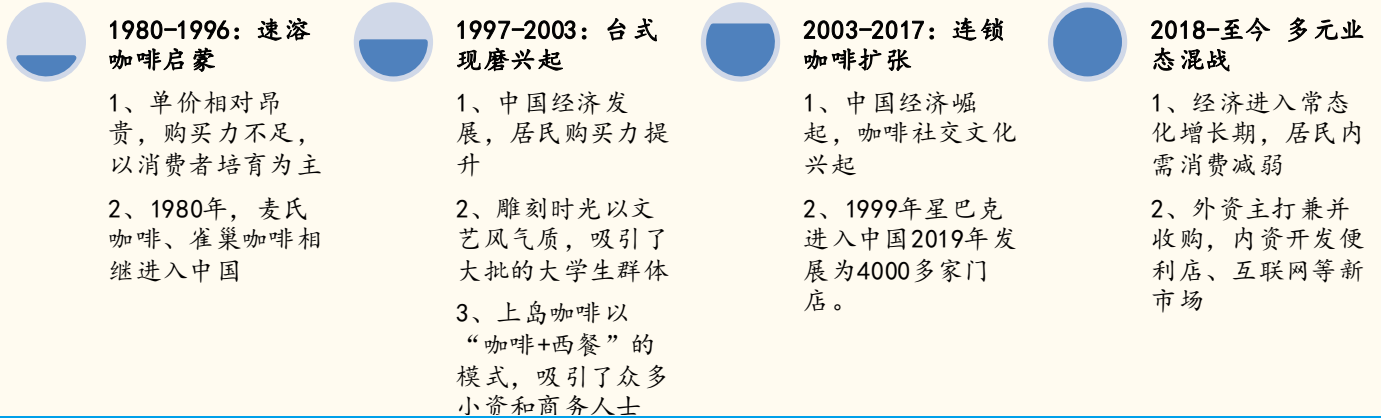 1980-1996：速溶
咖啡启蒙
1、单价相对昂
贵，购买力不足，
以消费者培育为主
2、1980年，麦氏
咖啡、雀巢咖啡相
继进入中国
1997-2003：台式
现磨兴起
1、中国经济发
展，居民购买力提
升
2、雕刻时光以文
艺风气质，吸引了
大批的大学生群体
3、上岛咖啡以
“咖啡+西餐”的
模式，吸引了众多
小资和商务人士
2003-2017：连锁
咖啡扩张
1、中国经济崛
起，咖啡社交文化
兴起
2、1999年星巴克
进入中国2019年发
展为4000多家门
店。
2018-至今 多元业
态混战
1、经济进入常态
化增长期，居民内
需消费减弱
2、外资主打兼并
收购，内资开发便
利店、互联网等新
市场